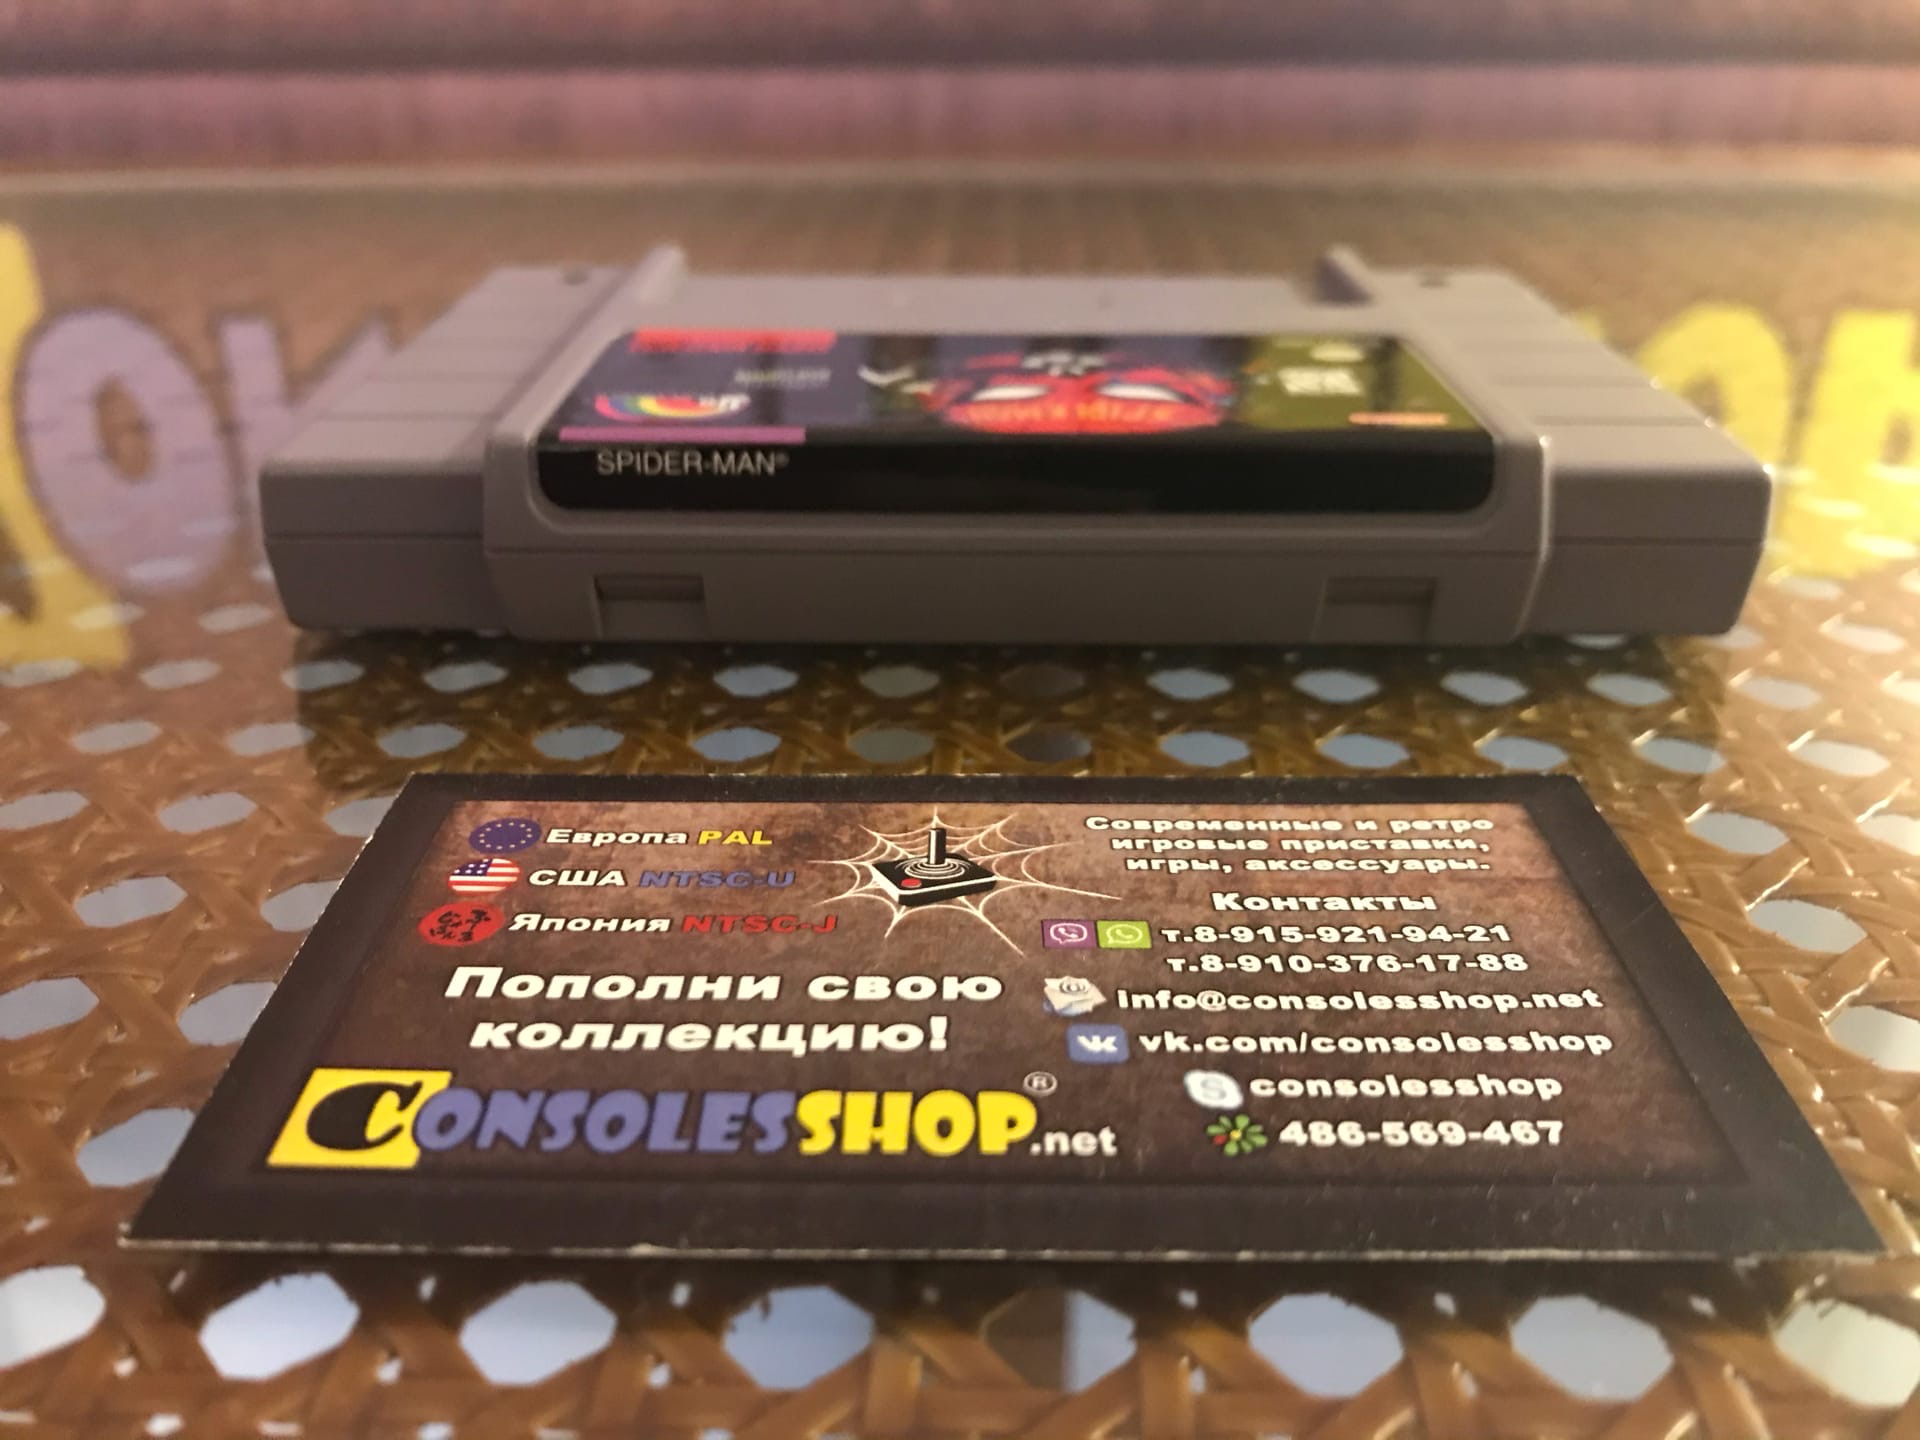 SPIDER-MAN®
Европа PAL
США NTSC-U
Япония NTSC-J
Пополни свою
коллекцию!
CONSOLESSHOP®.net
Современные и ретро
игровые приставки,
игры, аксессуары.
Контакты
т.8-915-921-94-21
т.8-910-376-17-88
Info@consolesshop.net
vk.com/consolesshop
consolesshop
486-569-467